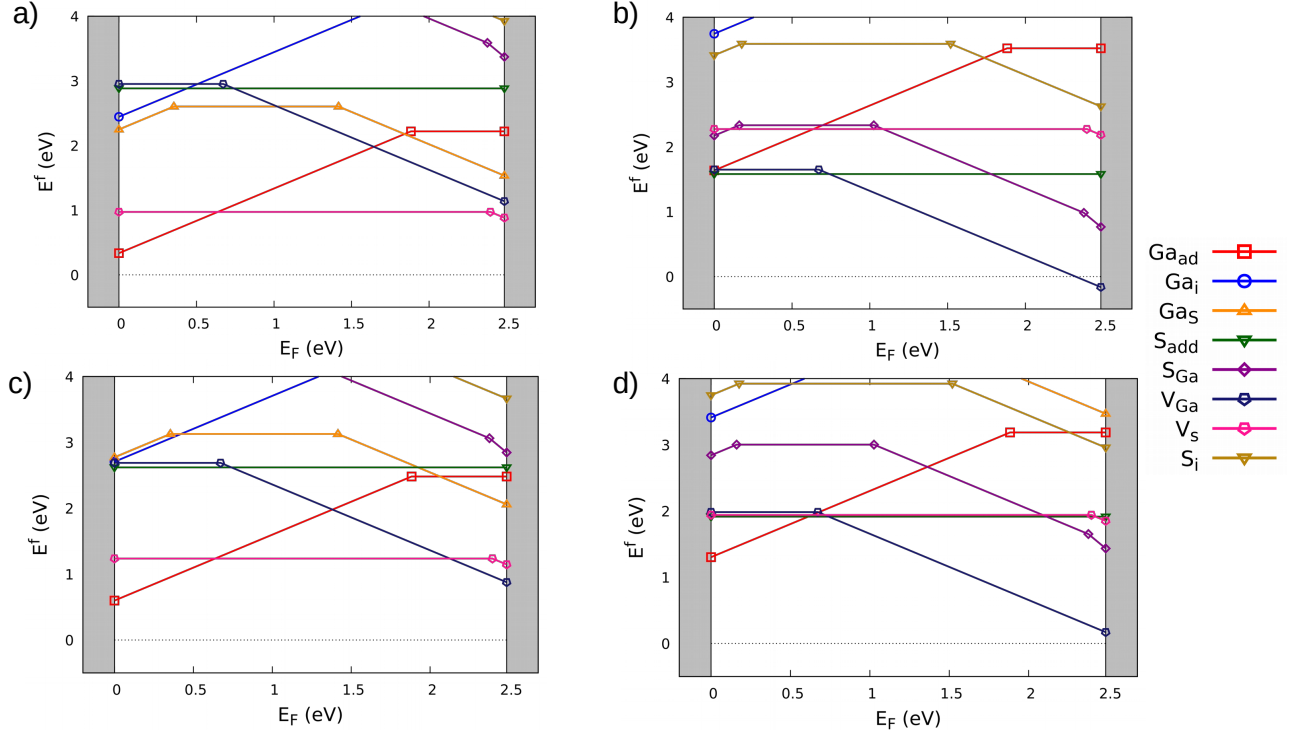 a)
4
3
2
1
0
E^f (eV)
0 0.5 1 1.5 2 2.5
E_F (eV)
b)
4
3
2
1
0
E^f (eV)
0 0.5 1 1.5 2 2.5
E_F (eV)
c)
4
3
2
1
0
E^f (eV)
0 0.5 1 1.5 2 2.5
E_F (eV)
d)
4
3
2
1
0
E^f (eV)
0 0.5 1 1.5 2 2.5
E_F (eV)
Ga_ad
Ga_i
Ga_S
S_add
S_Ga
V_Ga
V_s
S_i